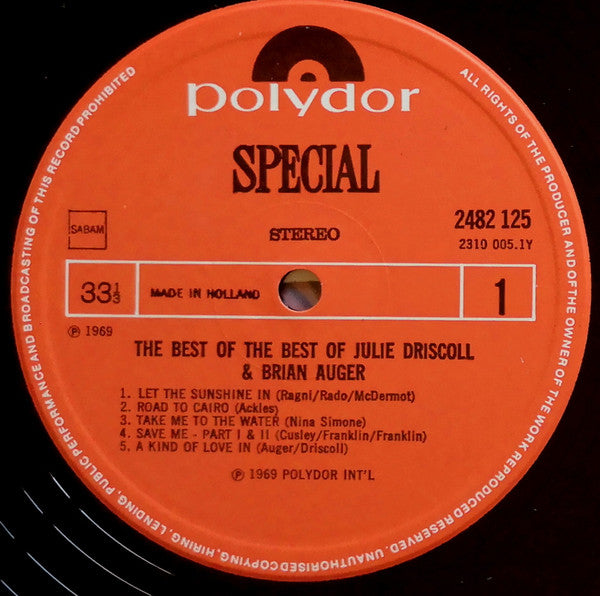 polydor
SPECIAL
SABAM
STEREO
2482 125
2310 005.1Y
33⅓
MADE IN HOLLAND
1
℗ 1969
THE BEST OF THE BEST OF JULIE DRISCOLL
& BRIAN AUGER
1. LET THE SUNSHINE IN (Ragni/Rado/McDermot)
2. ROAD TO CAIRO (Ackles)
3. TAKE ME TO THE WATER (Nina Simone)
4. SAVE ME - PART I & II (Cusley/Franklin/Franklin)
5. A KIND OF LOVE IN (Auger/Driscoll)
℗ 1969 POLYDOR INT'L
ALL RIGHTS OF THE PRODUCER AND OF THE OWNER OF THE WORK REPRODUCED RESERVED. UNAUTHORISED COPYING, HIRING, LENDING, PUBLIC PERFORMANCE AND BROADCASTING OF THIS RECORD PROHIBITED